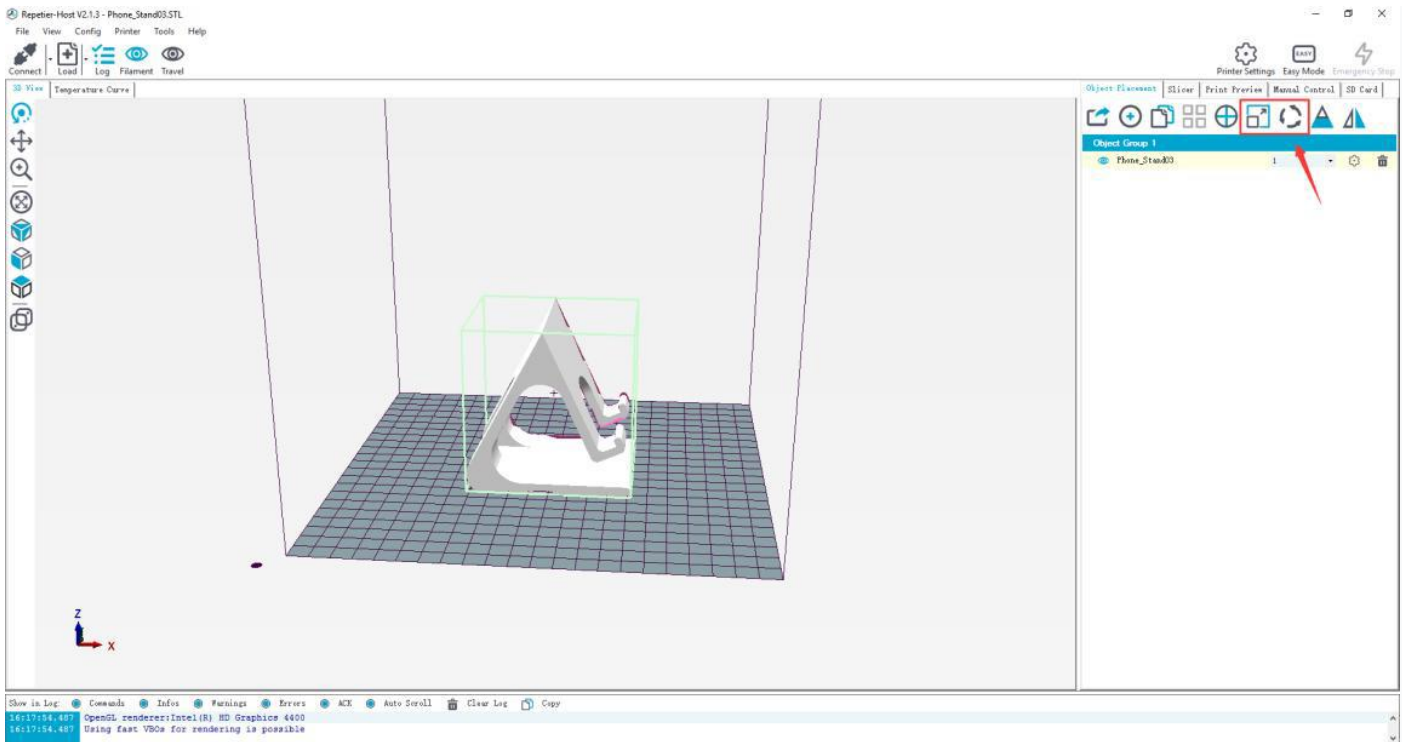 Repetier-Host V2.1.3 - Phone_Stand03.STL
File View Config Printer Tools Help
Connect Load Log Filament Travel Printer Settings EASY Easy Mode Emergency Stop
3D View Temperature Curve Object Placement Slicer Print Preview Manual Control SD Card
Object Group 1
Phone_Stand03 1
Z
X
Show in Log: Commands Infos Warnings Errors ACK Auto Scroll Clear Log Copy
16:17:54.487 OpenGL renderer:Intel(R) HD Graphics 4400
16:17:54.487 Using fast VBOs for rendering is possible